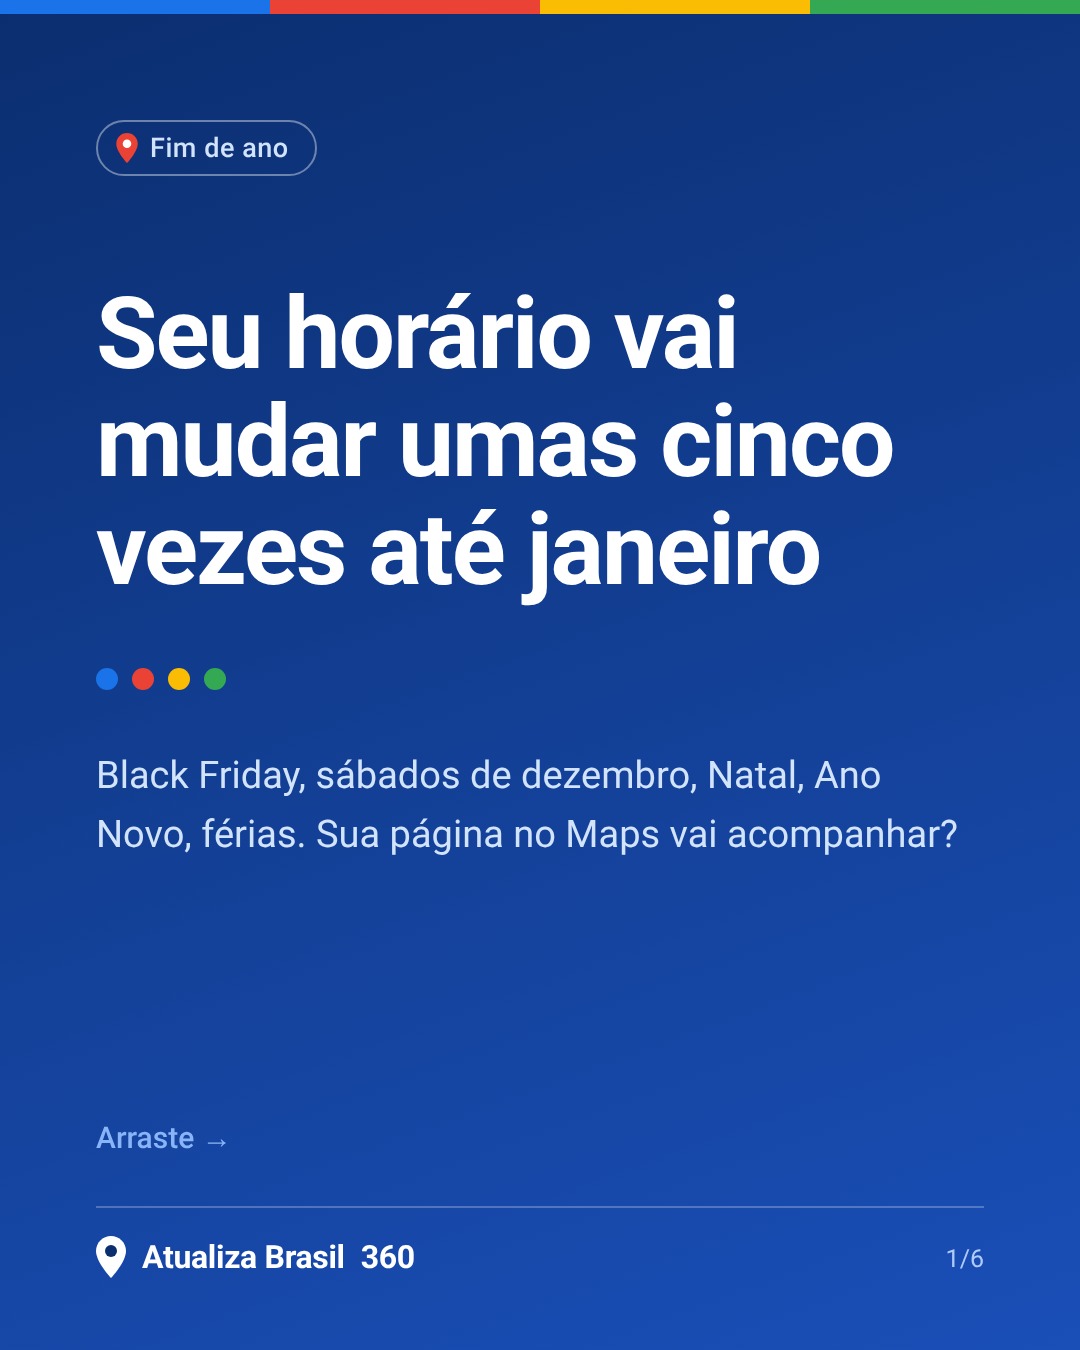 Fim de ano
Seu horário vai
mudar umas cinco
vezes até janeiro
Black Friday, sábados de dezembro, Natal, Ano
Novo, férias. Sua página no Maps vai acompanhar?
Arraste →
Atualiza Brasil 360
1/6